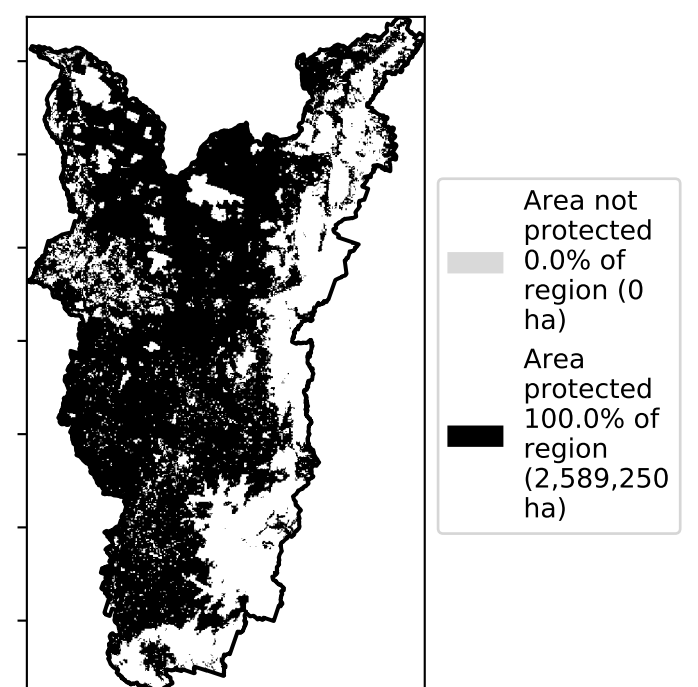 Area not
protected
0.0% of
region (0
ha)
Area
protected
100.0% of
region
(2,589,250
ha)